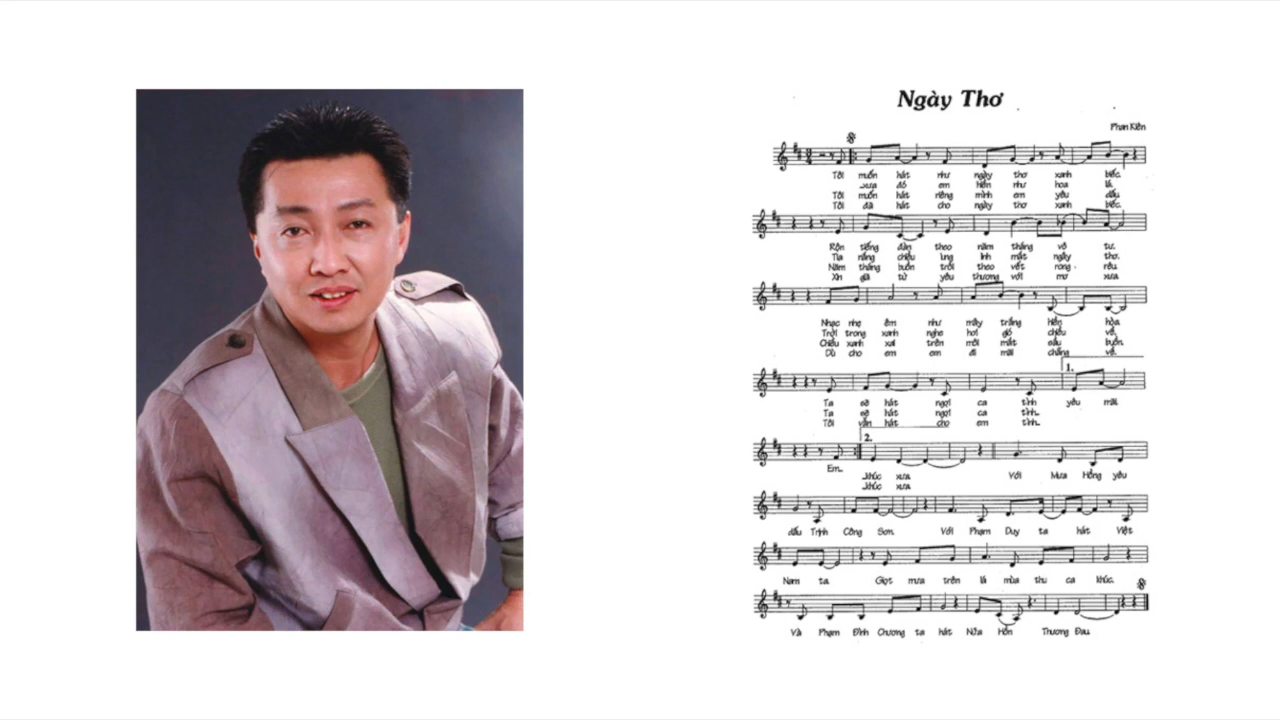 Ngày Thơ
Phan Kiên
Tôi muốn hát như ngày thơ xanh biếc.
..xưa đó em hiền như hoa lá.
Tôi muốn hát riêng mình em yêu dấu
Tôi đã hát cho ngày thơ xanh biếc.
Rộn tiếng đàn theo năm tháng vô tư.
Tia nắng chiều lung linh mắt ngây thơ.
Năm tháng buồn trôi theo vết rong rêu.
Xin giã từ yêu thương với mơ xưa
Nhạc nhẹ êm như mây trắng hiền hòa
Trời trong xanh nghe hơi gió chiều về.
Chiều xanh xai trên môi mắt sầu buồn.
Dù cho em em đi mãi chẳng về.
1.
Ta sẽ hát ngợi ca tình yêu mãi.
Ta sẽ hát ngợi ca tình..
Tôi vẫn hát cho em tình..
2.
Em.. ..khúc xưa Với Mưa Hồng yêu
..khúc xưa
dấu Trịnh Công Sơn. Với Phạm Duy ta hát Việt
Nam ta. Giọt mưa trên lá mùa thu ca khúc.
Và Phạm Đình Chương ta hát Nửa Hồn Thương Đau.